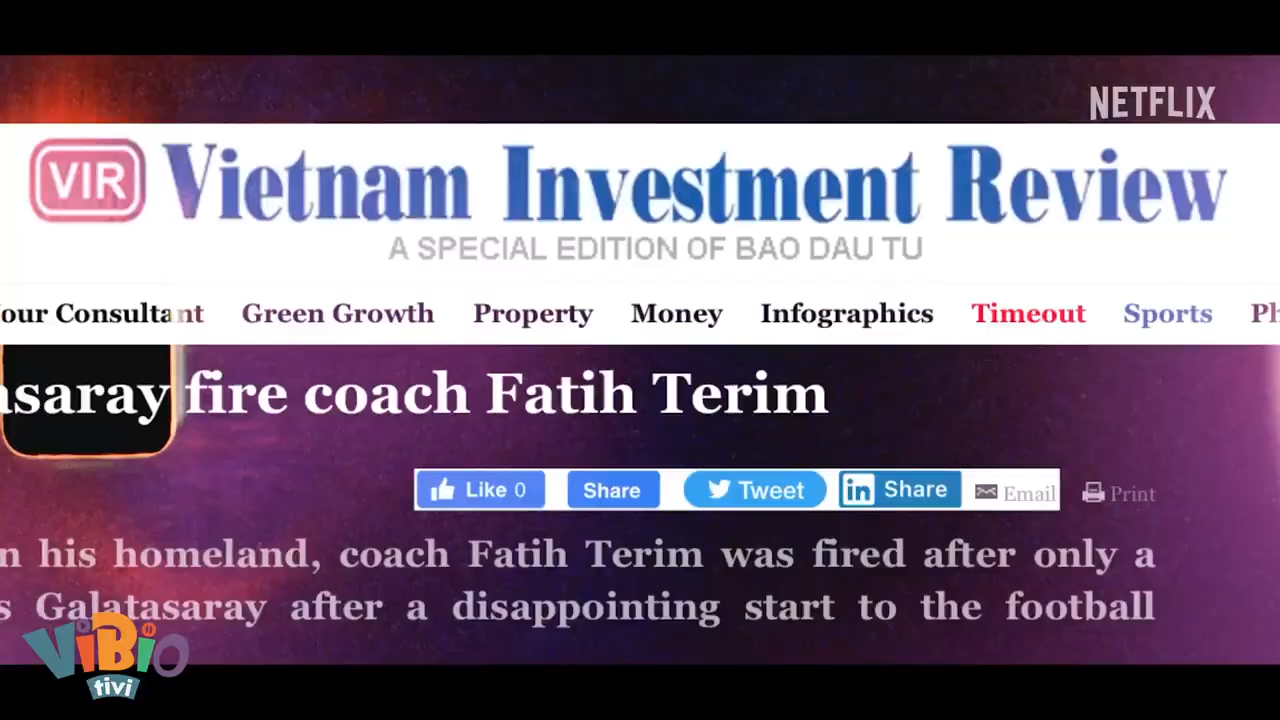 NETFLIX
VIR Vietnam Investment Review
A SPECIAL EDITION OF BAO DAU TU
our Consultant Green Growth Property Money Infographics Timeout Sports Ph
asaray fire coach Fatih Terim
Like 0 Share Tweet in Share Email Print
n his homeland, coach Fatih Terim was fired after only a
s Galatasaray after a disappointing start to the football
ViBiO
tivi